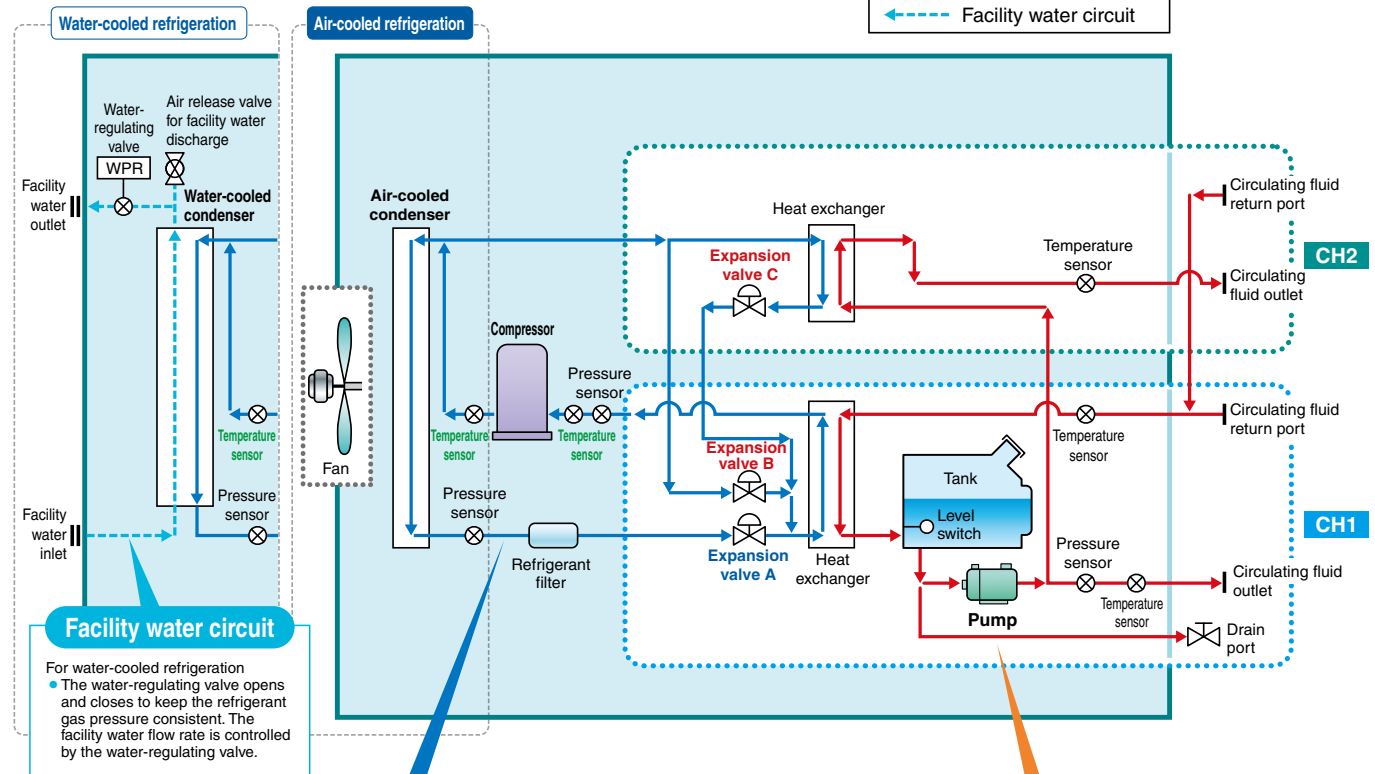 Water-cooled refrigeration
Air-cooled refrigeration
Facility water circuit
Water-
regulating
valve
WPR
Air release valve
for facility water
discharge
Facility
water
outlet
Water-cooled
condenser
Temperature
sensor
Pressure
sensor
Facility
water
inlet
Facility water circuit
For water-cooled refrigeration
● The water-regulating valve opens
and closes to keep the refrigerant
gas pressure consistent. The
facility water flow rate is controlled
by the water-regulating valve.
Fan
Air-cooled
condenser
Compressor
Temperature
sensor
Pressure
sensor
Temperature
sensor
Pressure
sensor
Refrigerant
filter
Heat exchanger
Expansion
valve C
Temperature
sensor
Circulating fluid
return port
Circulating
fluid outlet
CH2
Expansion
valve B
Expansion
valve A
Heat
exchanger
Tank
Level
switch
Pump
Temperature
sensor
Circulating fluid
return port
CH1
Pressure
sensor
Temperature
sensor
Circulating fluid
outlet
Drain
port